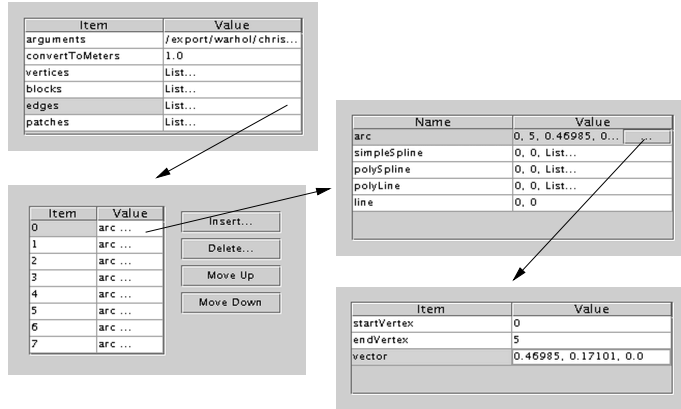 Item Value
arguments /export/warhol/chris...
convertToMeters 1.0
vertices List...
blocks List...
edges List...
patches List...
Name Value
arc 0, 5, 0.46985, 0... ...
simpleSpline 0, 0, List...
polySpline 0, 0, List...
polyLine 0, 0, List...
line 0, 0
Item Value
0 arc ...
1 arc ...
2 arc ...
3 arc ...
4 arc ...
5 arc ...
6 arc ...
7 arc ...
Insert...
Delete...
Move Up
Move Down
Item Value
startVertex 0
endVertex 5
vector 0.46985, 0.17101, 0.0